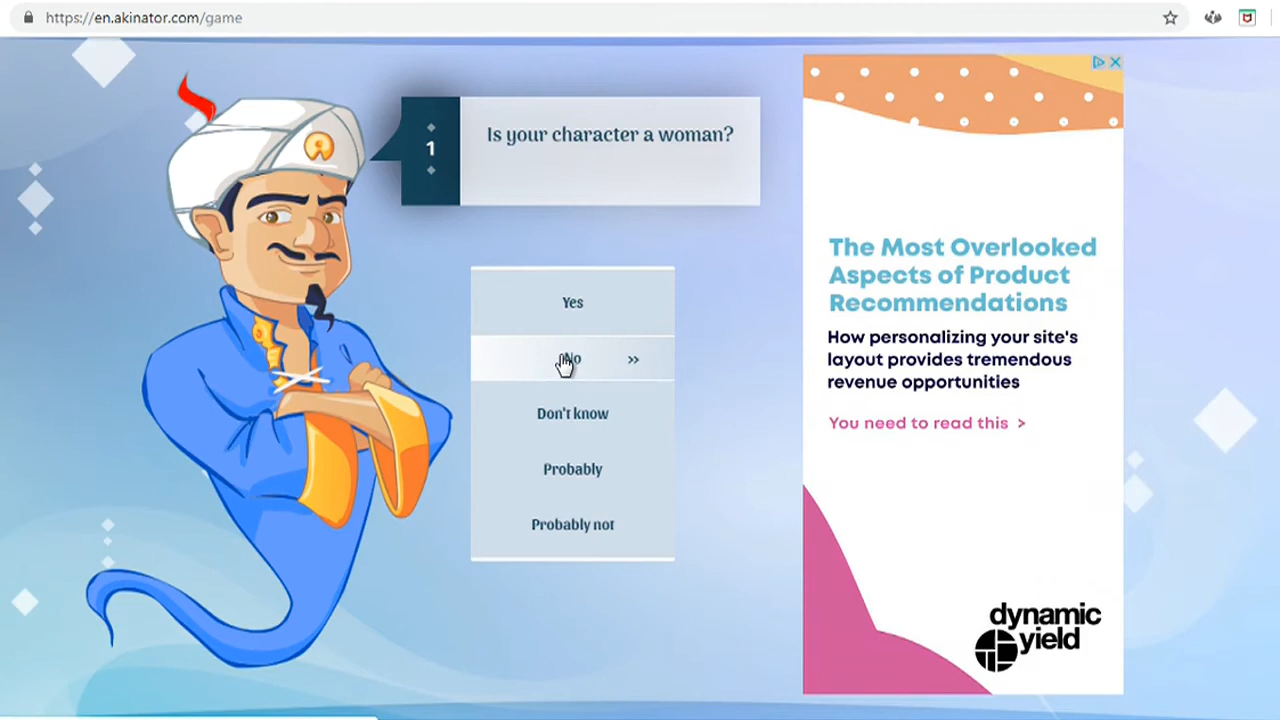 https://en.akinator.com/game
1
Is your character a woman?
Yes
No »
Don't know
Probably
Probably not
The Most Overlooked
Aspects of Product
Recommendations
How personalizing your site's
layout provides tremendous
revenue opportunities
You need to read this >
dynamic
yield